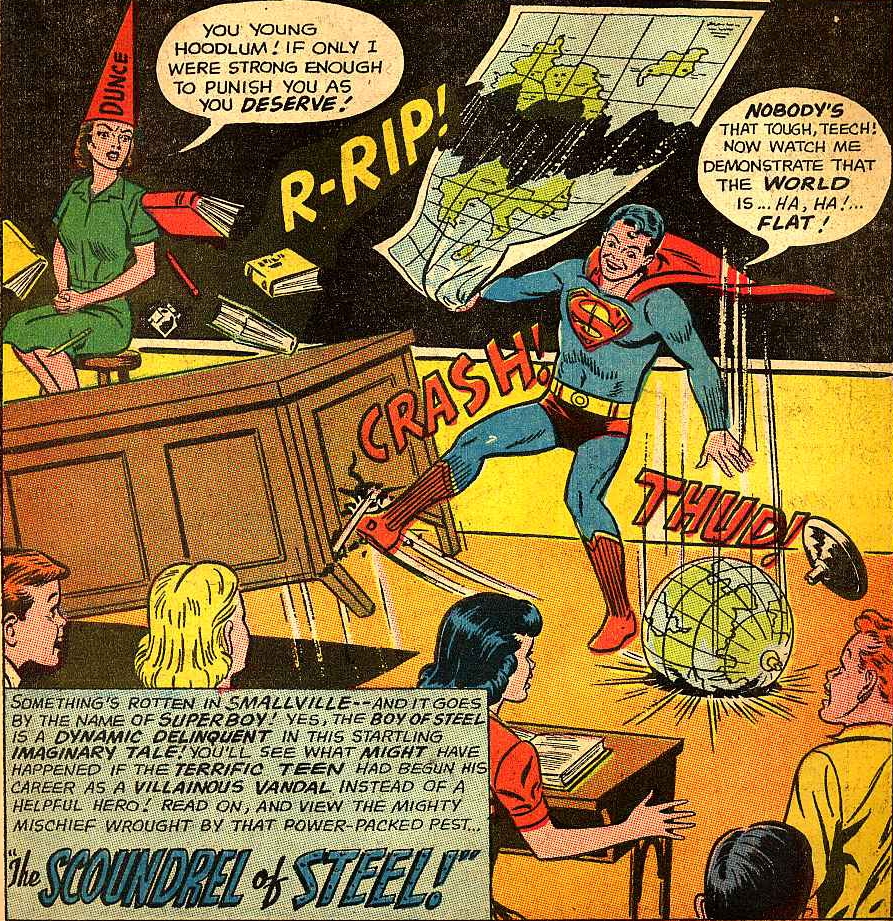 YOU YOUNG
HOODLUM! IF ONLY I
WERE STRONG ENOUGH
TO PUNISH YOU AS
YOU DESERVE!
DUNCE
R-RIP!
NOBODY'S
THAT TOUGH, TEECH!
NOW WATCH ME
DEMONSTRATE THAT
THE WORLD
IS... HA, HA!...
FLAT!
S
CRASH!
THUD!
SOMETHING'S ROTTEN IN SMALLVILLE--AND IT GOES
BY THE NAME OF SUPERBOY! YES, THE BOY OF STEEL
IS A DYNAMIC DELINQUENT IN THIS STARTLING
IMAGINARY TALE! YOU'LL SEE WHAT MIGHT HAVE
HAPPENED IF THE TERRIFIC TEEN HAD BEGUN HIS
CAREER AS A VILLAINOUS VANDAL INSTEAD OF A
HELPFUL HERO! READ ON, AND VIEW THE MIGHTY
MISCHIEF WROUGHT BY THAT POWER-PACKED PEST...
"The SCOUNDREL of STEEL!"